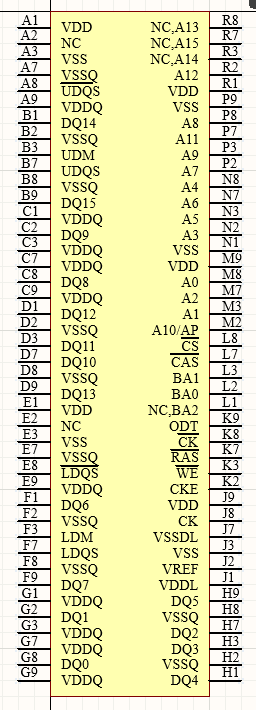 A1 VDD NC,A13 R8
A2 NC NC,A15 R7
A3 VSS NC,A14 R3
A7 VSSQ A12 R2
A8 UDQS VDD R1
A9 VDDQ VSS P9
B1 DQ14 A8 P8
B2 VSSQ A11 P7
B3 UDM A9 P3
B7 UDQS A7 P2
B8 VSSQ A4 N8
B9 DQ15 A6 N7
C1 VDDQ A5 N3
C2 DQ9 A3 N2
C3 VDDQ VSS N1
C7 VDDQ VDD M9
C8 DQ8 A0 M8
C9 VDDQ A2 M7
D1 DQ12 A1 M3
D2 VSSQ A10/AP M2
D3 DQ11 CS L8
D7 DQ10 CAS L7
D8 VSSQ BA1 L3
D9 DQ13 BA0 L2
E1 VDD NC,BA2 L1
E2 NC ODT K9
E3 VSS CK K8
E7 VSSQ RAS K7
E8 LDQS WE K3
E9 VDDQ CKE K2
F1 DQ6 VDD J9
F2 VSSQ CK J8
F3 LDM VSSDL J7
F7 LDQS VSS J3
F8 VSSQ VREF J2
F9 DQ7 VDDL J1
G1 VDDQ DQ5 H9
G2 DQ1 VSSQ H8
G3 VDDQ DQ2 H7
G7 VDDQ DQ3 H3
G8 DQ0 VSSQ H2
G9 VDDQ DQ4 H1